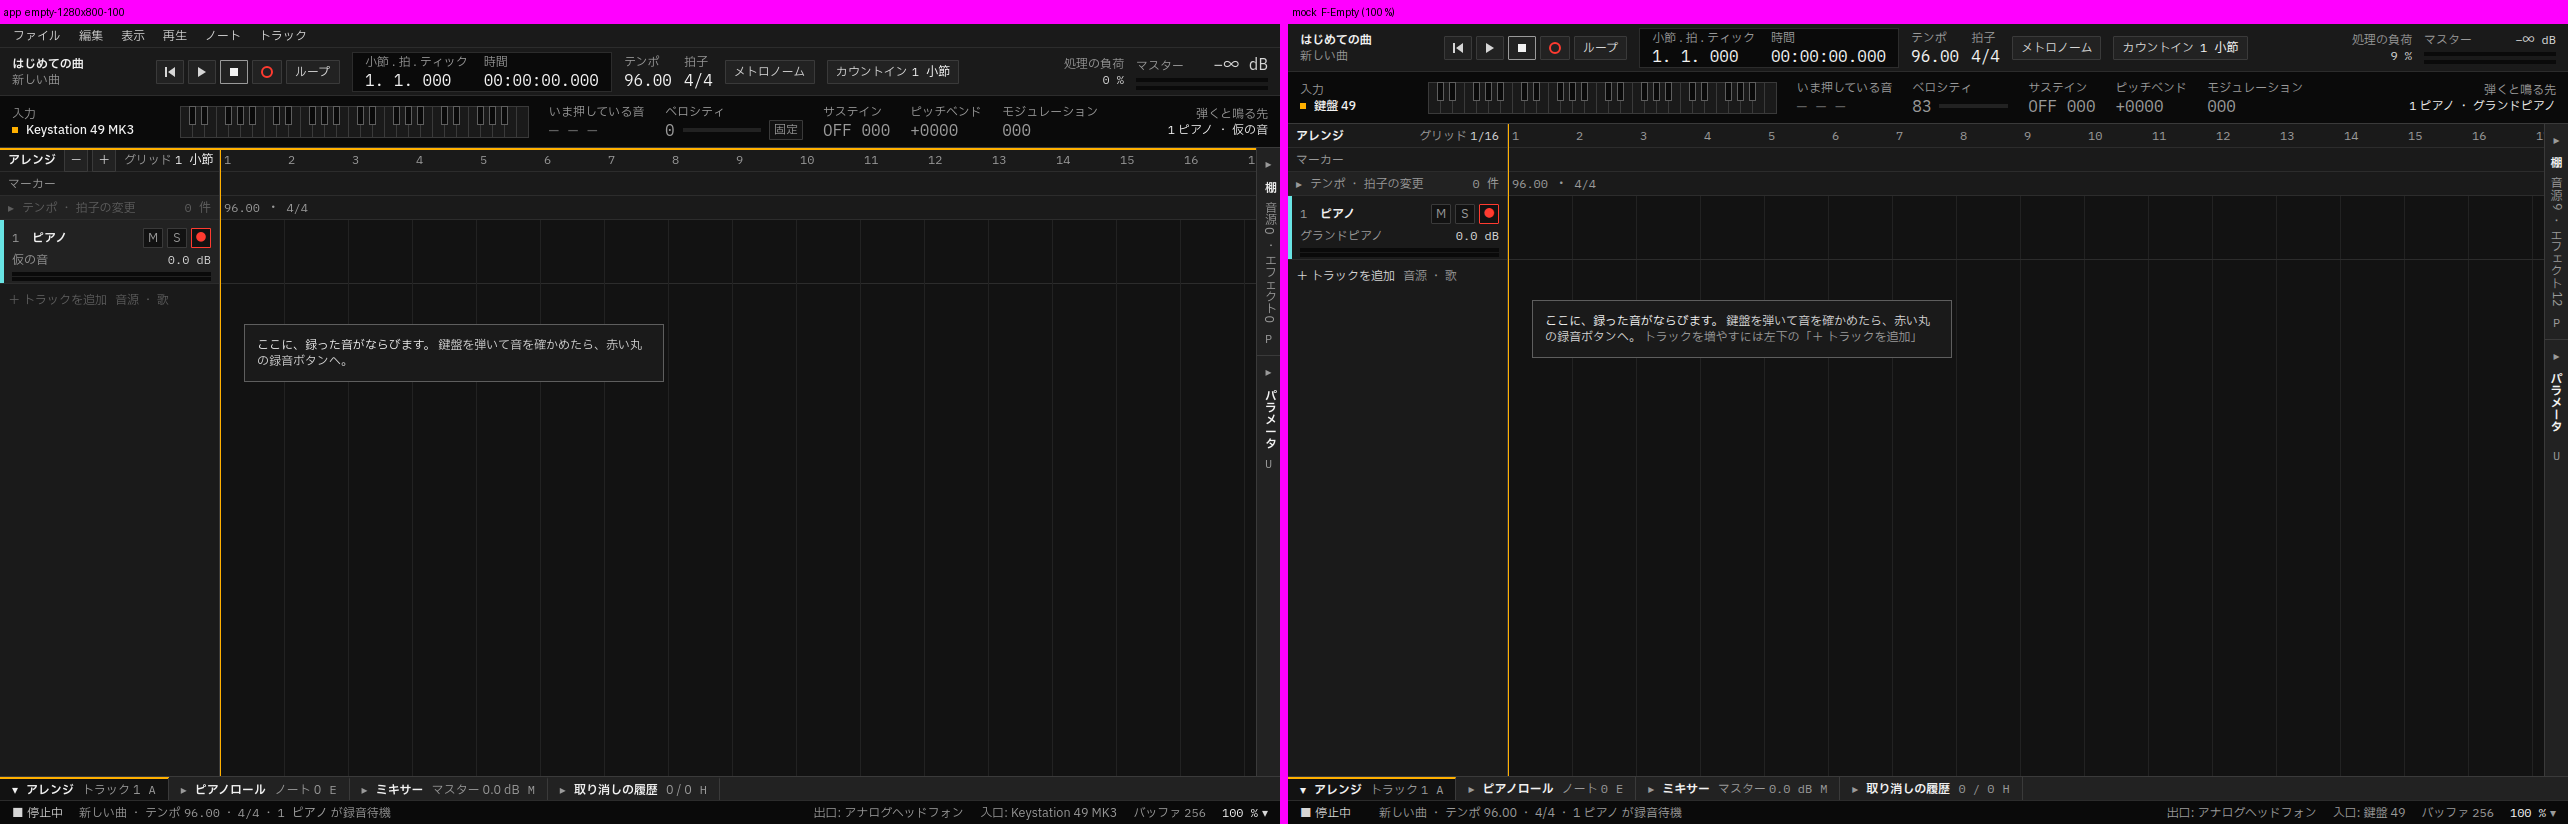 app empty-1280x800-100
ファイル 編集 表示 再生 ノート トラック
はじめての曲
新しい曲
ループ
小節 . 拍 . ティック 時間
1. 1. 000 00:00:00.000
テンポ 拍子
96.00 4/4
メトロノーム
カウントイン 1 小節
処理の負荷
0 %
マスター −∞ dB
入力
Keystation 49 MK3
いま押している音
— — —
ベロシティ
0 固定
サステイン
OFF 000
ピッチベンド
+0000
モジュレーション
000
弾くと鳴る先
1 ピアノ · 仮の音
アレンジ − + グリッド 1 小節
1 2 3 4 5 6 7 8 9 10 11 12 13 14 15 16 1
マーカー
▸ テンポ · 拍子の変更 0 件
96.00 · 4/4
1 ピアノ M S
仮の音 0.0 dB
+ トラックを追加 音源 · 歌
ここに、録った音がならびます。 鍵盤を弾いて音を確かめたら、赤い丸
の録音ボタンへ。
▸ 棚 音源 0 · エフェクト 0 P
▸ パラメータ U
▾ アレンジ トラック 1 A
▸ ピアノロール ノート 0 E
▸ ミキサー マスター 0.0 dB M
▸ 取り消しの履歴 0 / 0 H
■ 停止中 新しい曲 · テンポ 96.00 · 4/4 · 1 ピアノ が録音待機
出口: アナログヘッドフォン 入口: Keystation 49 MK3 バッファ 256 100 % ▾
mock F-Empty (100 %)
はじめての曲
新しい曲
ループ
小節 . 拍 . ティック 時間
1. 1. 000 00:00:00.000
テンポ 拍子
96.00 4/4
メトロノーム
カウントイン 1 小節
処理の負荷
9 %
マスター −∞ dB
入力
鍵盤 49
いま押している音
— — —
ベロシティ
83
サステイン
OFF 000
ピッチベンド
+0000
モジュレーション
000
弾くと鳴る先
1 ピアノ · グランドピアノ
アレンジ グリッド 1/16
1 2 3 4 5 6 7 8 9 10 11 12 13 14 15 16 1
マーカー
▸ テンポ · 拍子の変更 0 件
96.00 · 4/4
1 ピアノ M S
グランドピアノ 0.0 dB
+ トラックを追加 音源 · 歌
ここに、録った音がならびます。 鍵盤を弾いて音を確かめたら、赤い丸
の録音ボタンへ。 トラックを増やすには左下の「+ トラックを追加」
▸ 棚 音源 9 · エフェクト 12 P
▸ パラメータ U
▾ アレンジ トラック 1 A
▸ ピアノロール ノート 0 E
▸ ミキサー マスター 0.0 dB M
▸ 取り消しの履歴 0 / 0 H
■ 停止中 新しい曲 · テンポ 96.00 · 4/4 · 1 ピアノ が録音待機
出口: アナログヘッドフォン 入口: 鍵盤 49 バッファ 256 100 % ▾